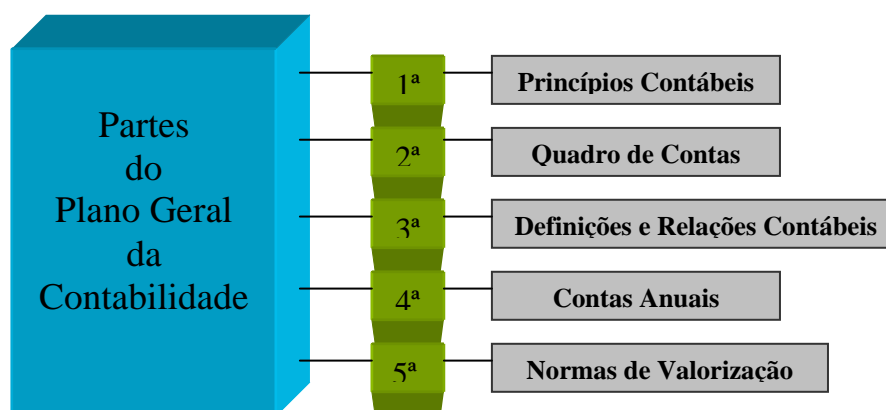 Partes
do
Plano Geral
da
Contabilidade
1ª
Princípios Contábeis
2ª
Quadro de Contas
3ª
Definições e Relações Contábeis
4ª
Contas Anuais
5ª
Normas de Valorização